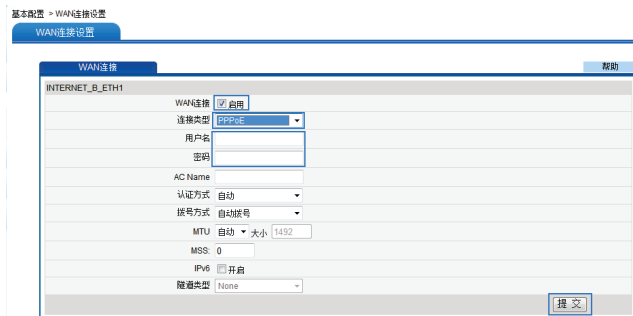 基本配置 > WAN连接设置
WAN连接设置
WAN连接 帮助
INTERNET_B_ETH1
WAN连接 启用
连接类型 PPPoE
用户名
密码
AC Name
认证方式 自动
拨号方式 自动拨号
MTU 自动 大小 1492
MSS: 0
IPv6 开启
隧道类型 None
提 交